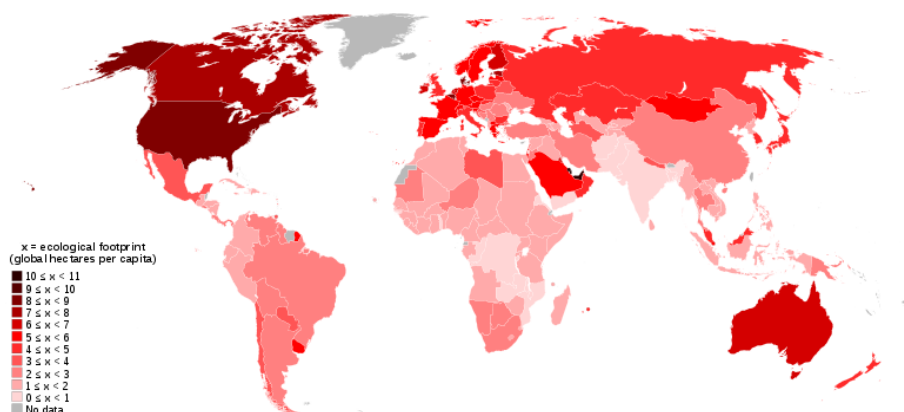 x = ecological footprint
(global hectares per capita)
10 ≤ x < 11
9 ≤ x < 10
8 ≤ x < 9
7 ≤ x < 8
6 ≤ x < 7
5 ≤ x < 6
4 ≤ x < 5
3 ≤ x < 4
2 ≤ x < 3
1 ≤ x < 2
0 ≤ x < 1
No data